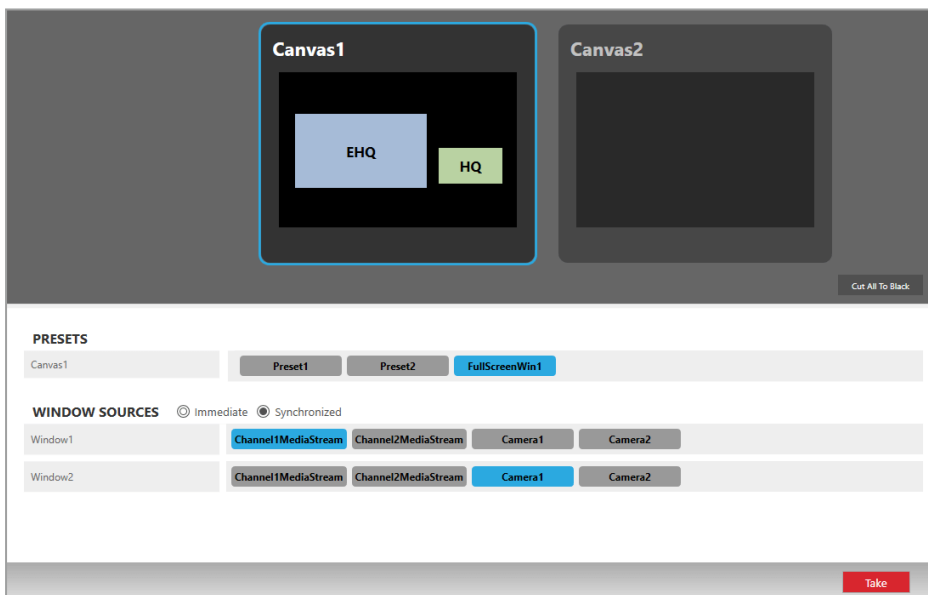 Canvas1 Canvas2
EHQ
HQ
Cut All To Black
PRESETS
Canvas1 Preset1 Preset2 FullScreenWin1
WINDOW SOURCES Immediate Synchronized
Window1 Channel1MediaStream Channel2MediaStream Camera1 Camera2
Window2 Channel1MediaStream Channel2MediaStream Camera1 Camera2
Take